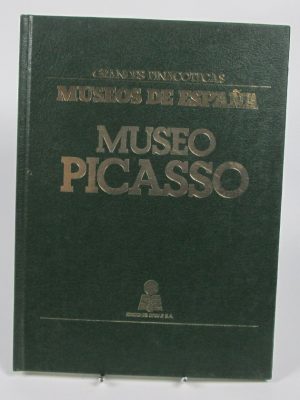 GRANDES PINACOTECAS
MUSEOS DE ESPAÑA
MUSEO
PICASSO
S.A.